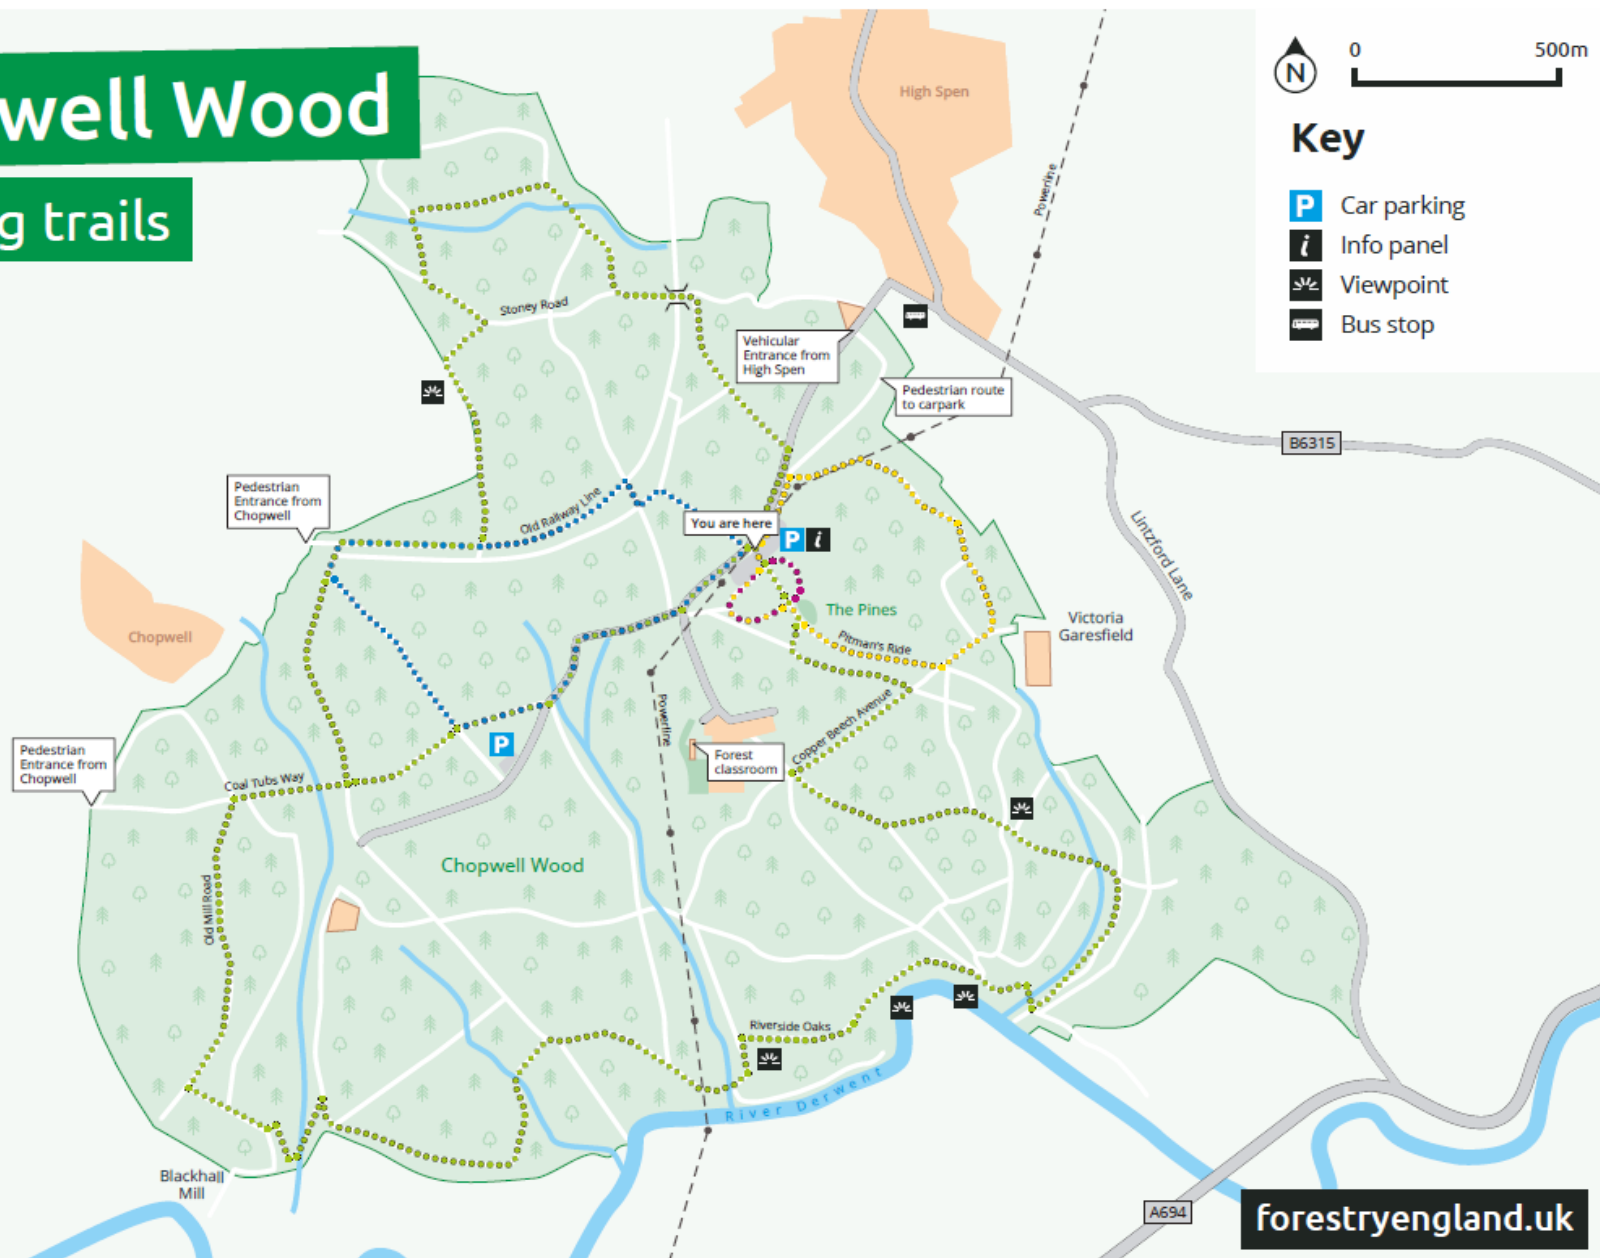 well Wood
g trails
0 500m
N
Key
P Car parking
i Info panel
Viewpoint
Bus stop
High Spen
Powerline
Stoney Road
Vehicular
Entrance from
High Spen
Pedestrian route
to carpark
B6315
Pedestrian
Entrance from
Chopwell
Old Railway Line
You are here
P i
Lintzford Lane
The Pines
Victoria
Garesfield
Chopwell
Pitman's Ride
Powerline
Copper Beech Avenue
P
Pedestrian
Entrance from
Chopwell
Forest
classroom
Coal Tubs Way
Chopwell Wood
Old Mill Road
Riverside Oaks
River Derwent
Blackhall
Mill
A694
forestryengland.uk